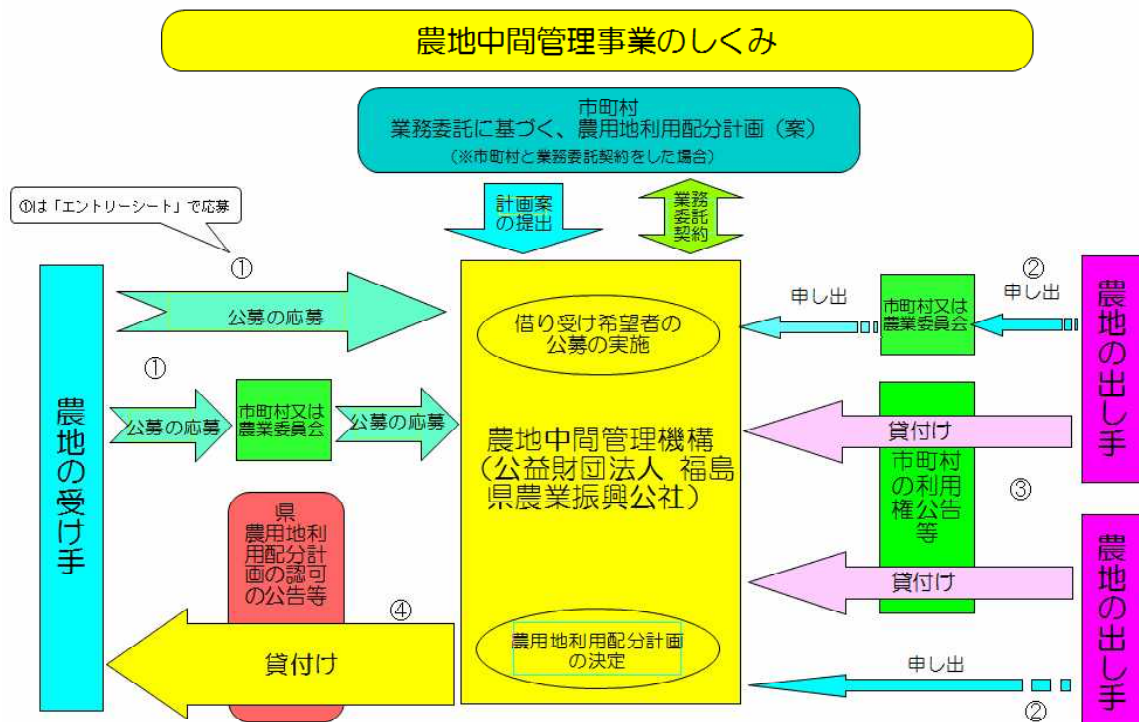 農地中間管理事業のしくみ
市町村
業務委託に基づく、農用地利用配分計画（案）
（※市町村と業務委託契約をした場合）
①は「エントリーシート」で応募
計画案
の提出
業務
委託
契約
①
公募の応募
①
公募の応募
市町村又は
農業委員会
公募の応募
農地の受け手
県
農用地利
用配分計
画の認可
の公告等
④
貸付け
借り受け希望者の
公募の実施
農地中間管理機構
（公益財団法人 福島
県農業振興公社）
農用地利用配分計画
の決定
申し出
市町村又は
農業委員会
②
申し出
農地の出し手
貸付け
市町村
の利用
権公告
等
③
貸付け
農地の出し手
申し出
②